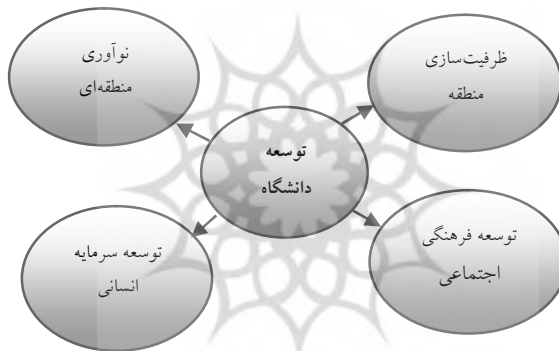 ظرفیت‌سازی
منطقه
نوآوری
منطقه‌ای
توسعه
دانشگاه
توسعه فرهنگی
اجتماعی
توسعه سرمایه
انسانی